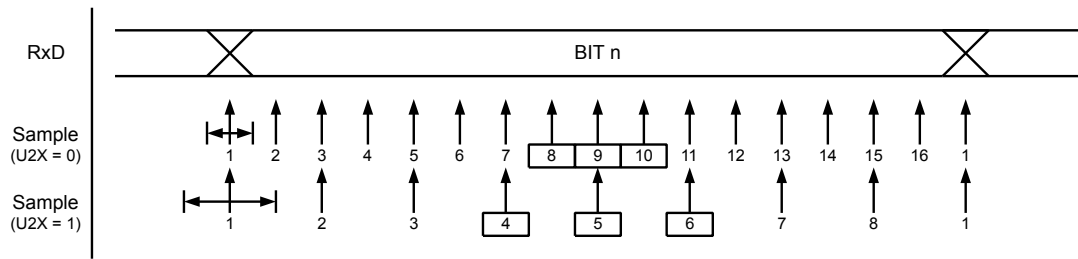 RxD BIT n
Sample
(U2X = 0)
1 2 3 4 5 6 7 8 9 10 11 12 13 14 15 16 1
Sample
(U2X = 1)
1 2 3 4 5 6 7 8 1